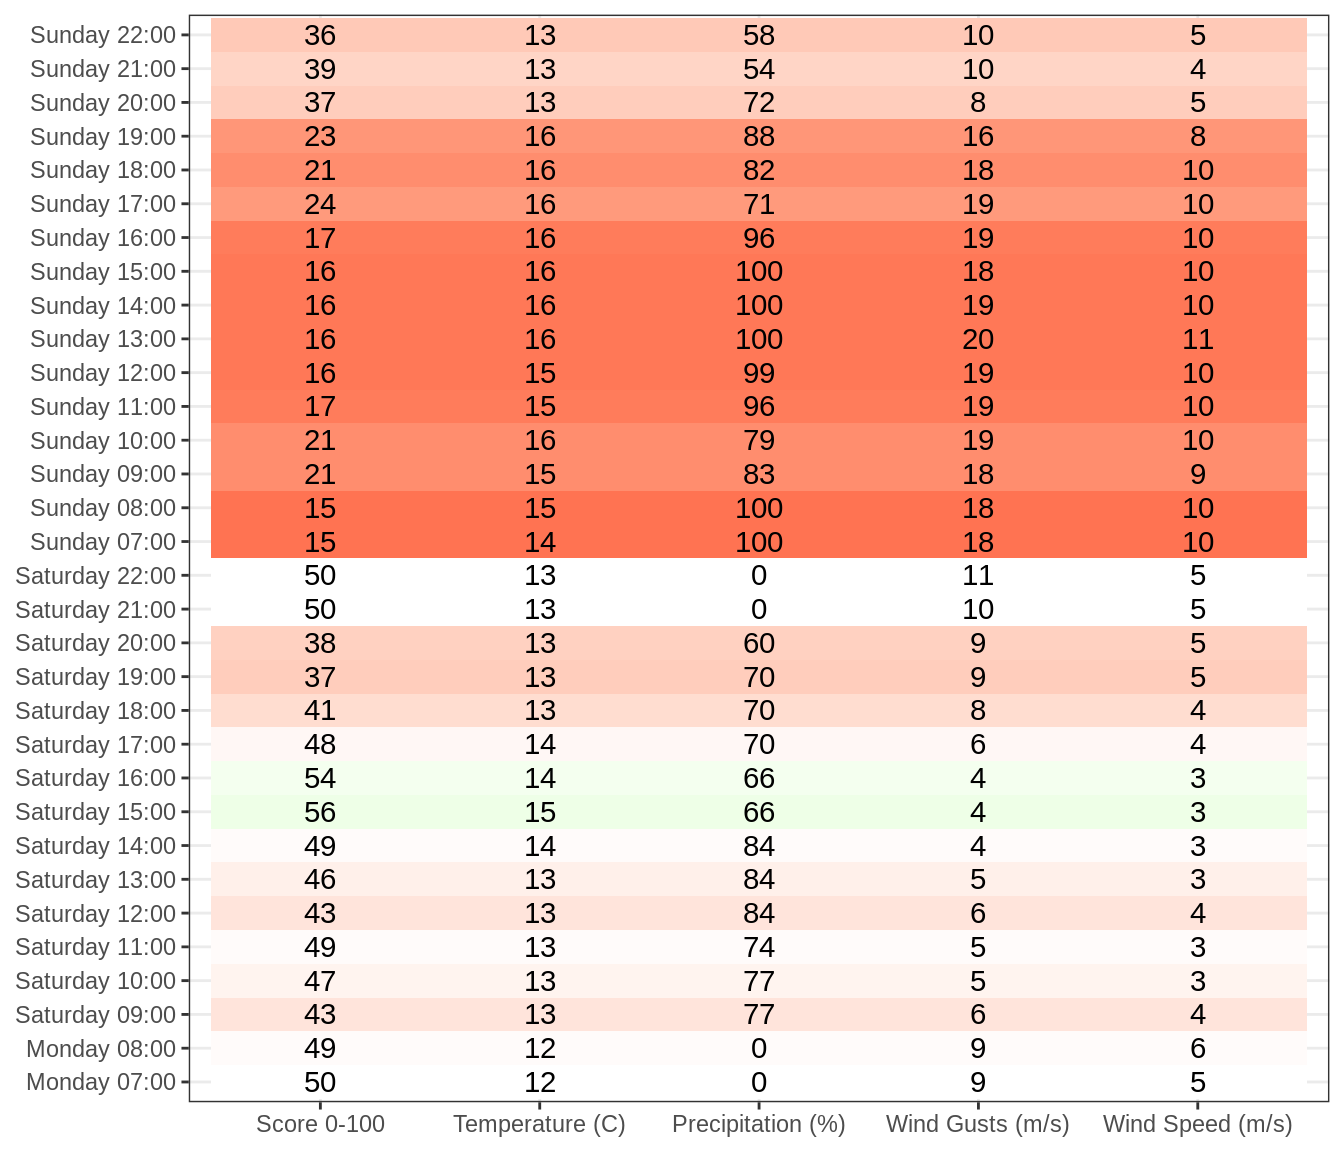 Sunday 22:00 36 13 58 10 5
Sunday 21:00 39 13 54 10 4
Sunday 20:00 37 13 72 8 5
Sunday 19:00 23 16 88 16 8
Sunday 18:00 21 16 82 18 10
Sunday 17:00 24 16 71 19 10
Sunday 16:00 17 16 96 19 10
Sunday 15:00 16 16 100 18 10
Sunday 14:00 16 16 100 19 10
Sunday 13:00 16 16 100 20 11
Sunday 12:00 16 15 99 19 10
Sunday 11:00 17 15 96 19 10
Sunday 10:00 21 16 79 19 10
Sunday 09:00 21 15 83 18 9
Sunday 08:00 15 15 100 18 10
Sunday 07:00 15 14 100 18 10
Saturday 22:00 50 13 0 11 5
Saturday 21:00 50 13 0 10 5
Saturday 20:00 38 13 60 9 5
Saturday 19:00 37 13 70 9 5
Saturday 18:00 41 13 70 8 4
Saturday 17:00 48 14 70 6 4
Saturday 16:00 54 14 66 4 3
Saturday 15:00 56 15 66 4 3
Saturday 14:00 49 14 84 4 3
Saturday 13:00 46 13 84 5 3
Saturday 12:00 43 13 84 6 4
Saturday 11:00 49 13 74 5 3
Saturday 10:00 47 13 77 5 3
Saturday 09:00 43 13 77 6 4
Monday 08:00 49 12 0 9 6
Monday 07:00 50 12 0 9 5
Score 0-100 Temperature (C) Precipitation (%) Wind Gusts (m/s) Wind Speed (m/s)